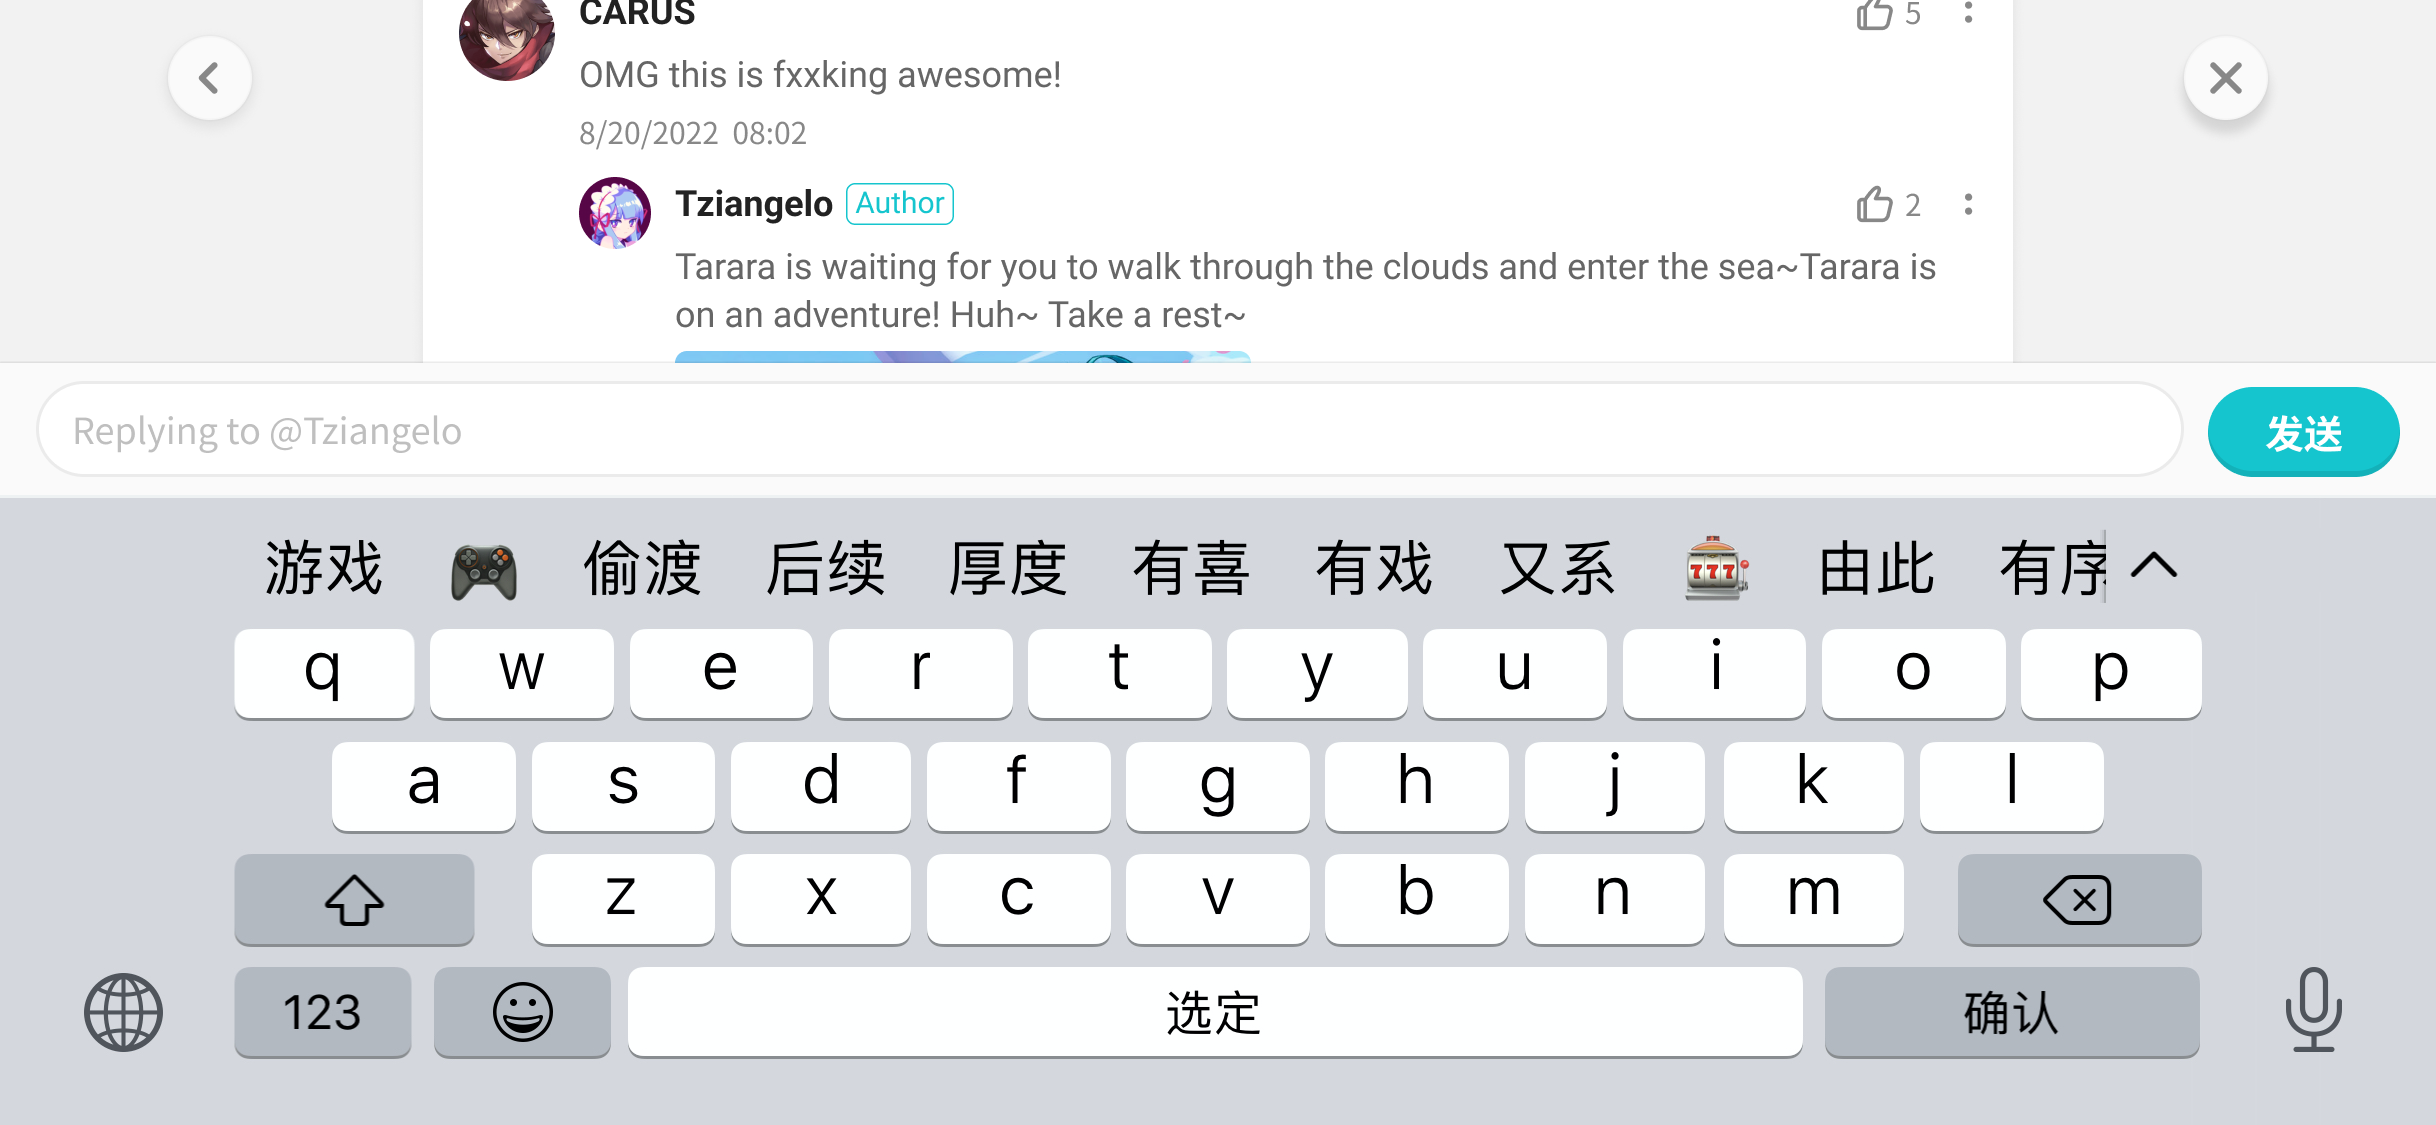 CARUS
5
OMG this is fxxking awesome!
8/20/2022 08:02
Tziangelo Author
2
Tarara is waiting for you to walk through the clouds and enter the sea~Tarara is
on an adventure! Huh~ Take a rest~
Replying to @Tziangelo
发送
游戏 🎮 偷渡 后续 厚度 有喜 有戏 又系 🎰 由此 有序
q w e r t y u i o p
a s d f g h j k l
z x c v b n m
123 选定 确认